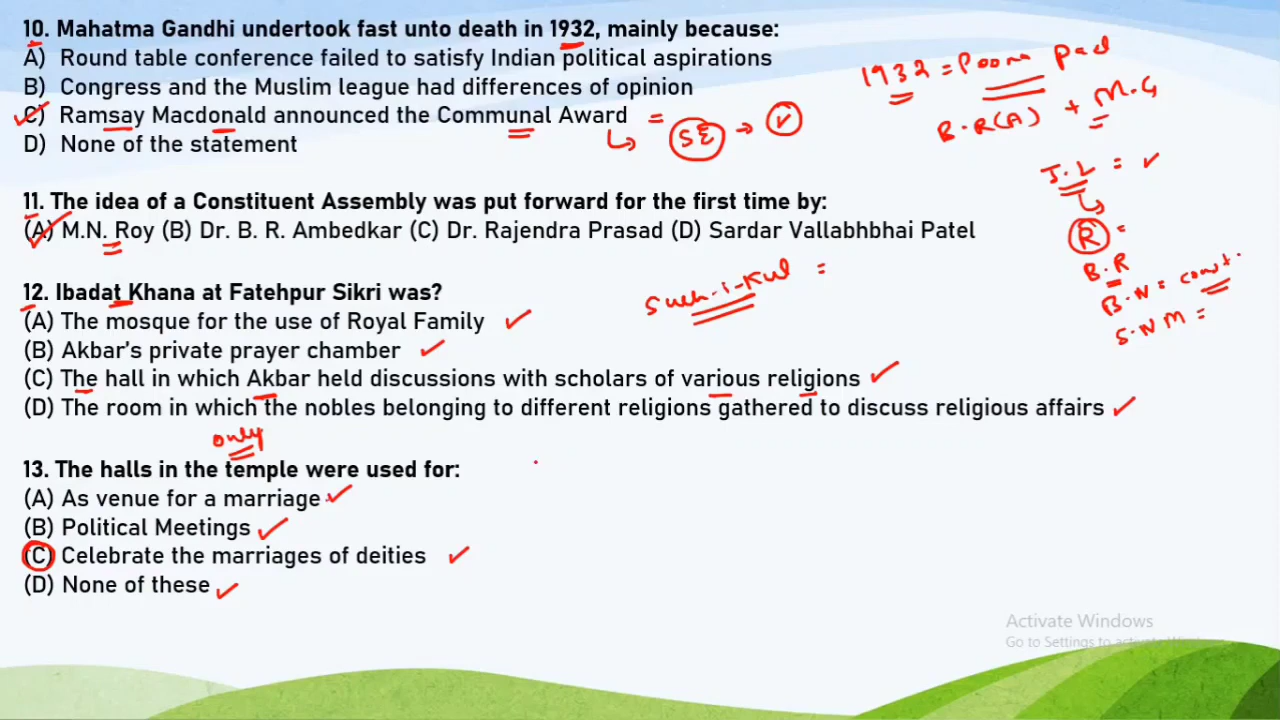 10. Mahatma Gandhi undertook fast unto death in 1932, mainly because:
A) Round table conference failed to satisfy Indian political aspirations
B) Congress and the Muslim league had differences of opinion
C) Ramsay Macdonald announced the Communal Award =
SE → V
D) None of the statement
1932 = Poona Pact
B.R(A) + M.G
J.L = ✓
R =
B.R
B.N = const.
S.N M =
11. The idea of a Constituent Assembly was put forward for the first time by:
(A) M.N. Roy (B) Dr. B. R. Ambedkar (C) Dr. Rajendra Prasad (D) Sardar Vallabhbhai Patel
Sulh-i-Kul =
12. Ibadat Khana at Fatehpur Sikri was?
(A) The mosque for the use of Royal Family
(B) Akbar's private prayer chamber
(C) The hall in which Akbar held discussions with scholars of various religions
(D) The room in which the nobles belonging to different religions gathered to discuss religious affairs
only
13. The halls in the temple were used for:
(A) As venue for a marriage
(B) Political Meetings
(C) Celebrate the marriages of deities
(D) None of these
Activate Windows
Go to Settings to activate